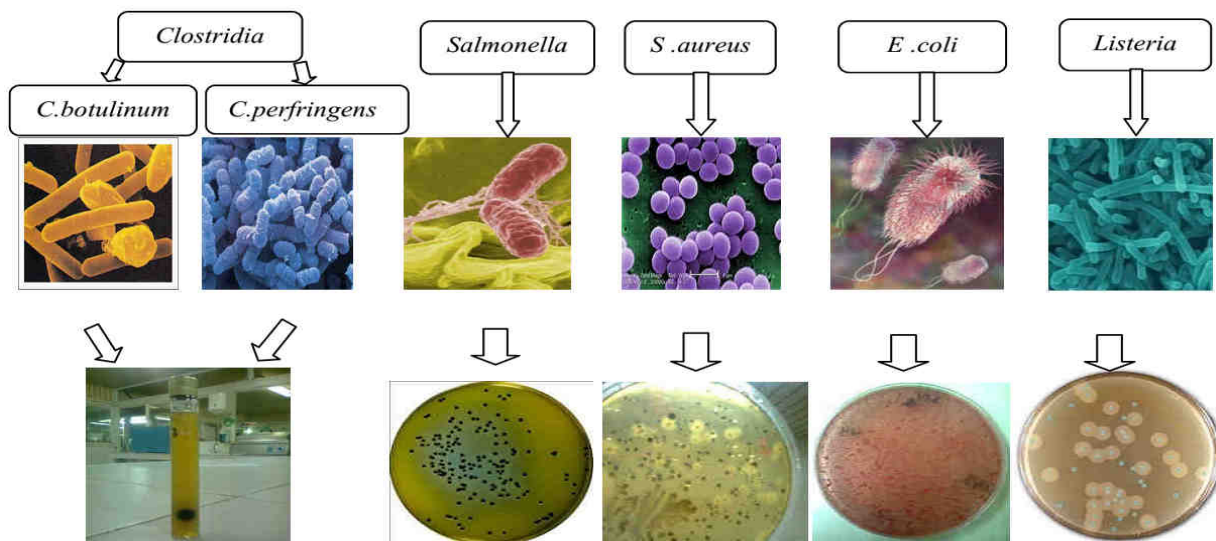 Clostridia
Salmonella
S .aureus
E .coli
Listeria
C.botulinum
C.perfringens